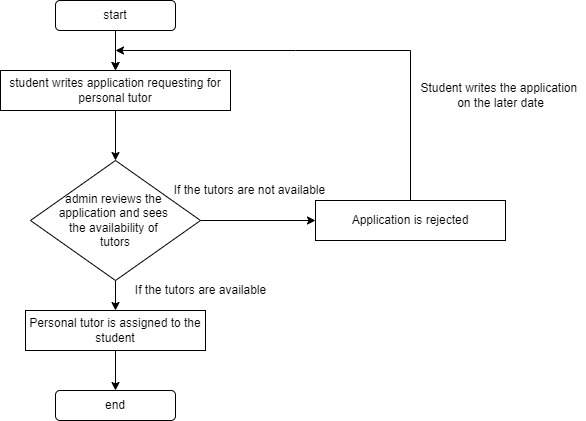 start
student writes application requesting for
personal tutor
Student writes the application
on the later date
admin reviews the
application and sees
the availability of
tutors
If the tutors are not available
Application is rejected
If the tutors are available
Personal tutor is assigned to the
student
end